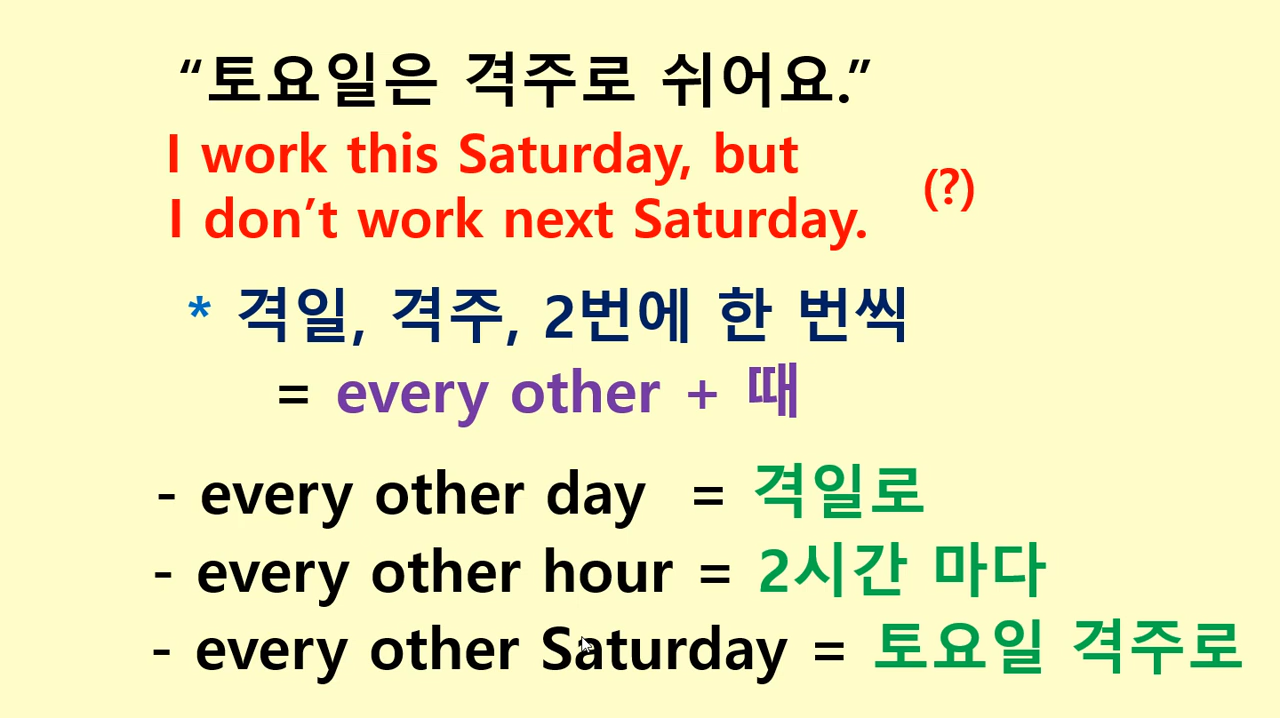 “토요일은 격주로 쉬어요.”
I work this Saturday, but
I don’t work next Saturday.
(?)
* 격일, 격주, 2번에 한 번씩
= every other + 때
- every other day = 격일로
- every other hour = 2시간 마다
- every other Saturday = 토요일 격주로